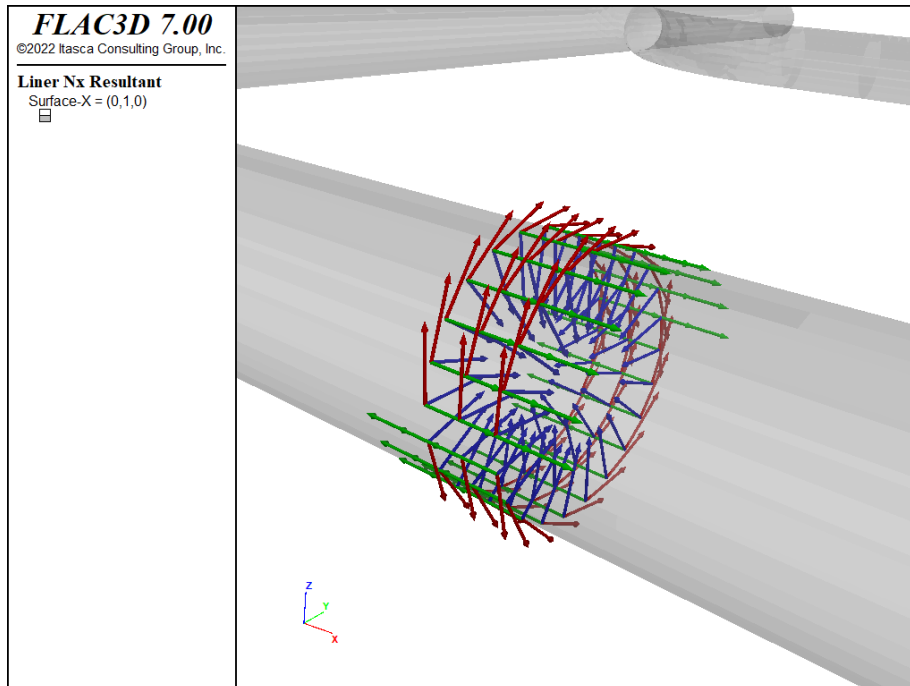 FLAC3D 7.00
©2022 Itasca Consulting Group, Inc.
Liner Nx Resultant
Surface-X = (0,1,0)
Z
Y
X